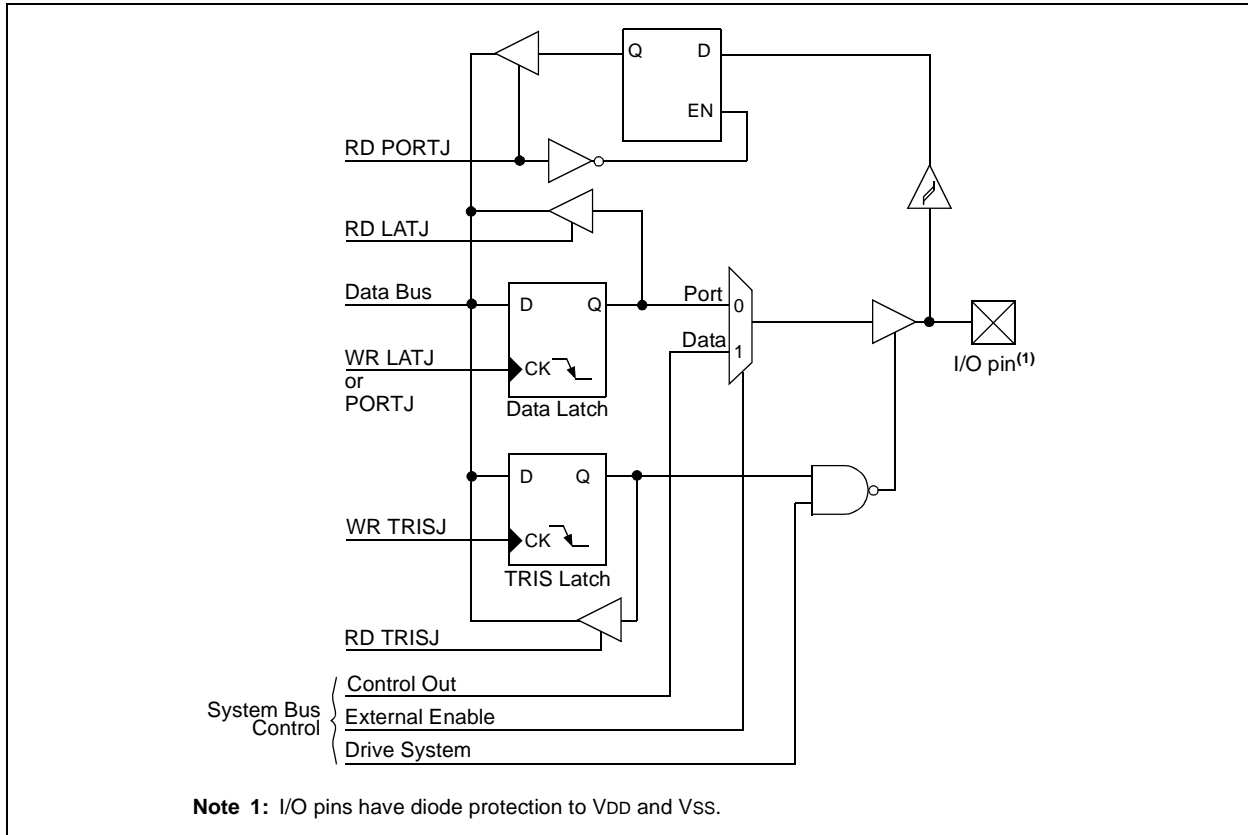 Q
D
EN
RD PORTJ
RD LATJ
Data Bus
D
Q
Port
0
Data
1
WR LATJ
or
PORTJ
CK
Data Latch
I/O pin(1)
D
Q
WR TRISJ
CK
TRIS Latch
RD TRISJ
System Bus
Control
Control Out
External Enable
Drive System
Note 1: I/O pins have diode protection to VDD and VSS.